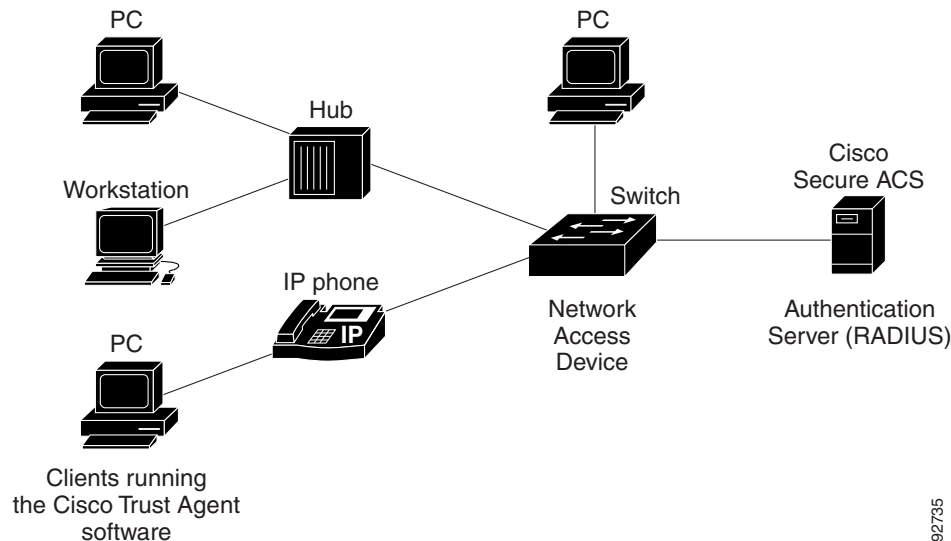 PC
PC
Hub
Cisco
Secure ACS
Workstation
Switch
IP phone
IP
Network
Access
Device
Authentication
Server (RADIUS)
PC
Clients running
the Cisco Trust Agent
software
92735